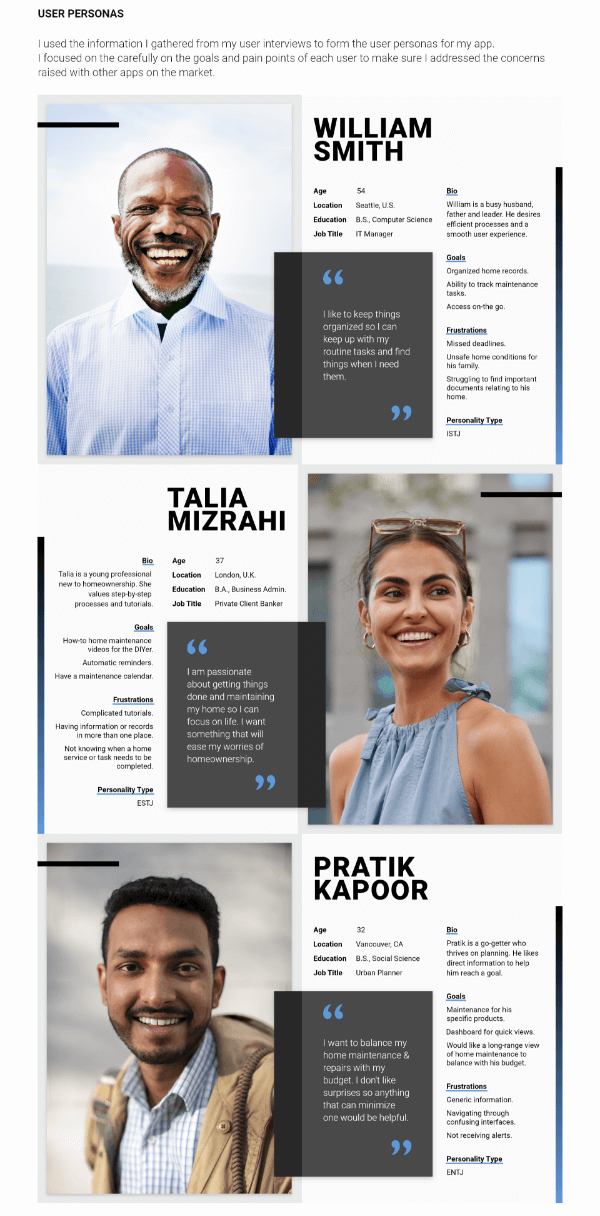 USER PERSONAS
I used the information I gathered from my user interviews to form the user personas for my app.
I focused on the carefully on the goals and pain points of each user to make sure I addressed the concerns
raised with other apps on the market.
WILLIAM
SMITH
Age 54
Location Seattle, U.S.
Education B.S., Computer Science
Job Title IT Manager
“
I like to keep things
organized so I can
keep up with my
routine tasks and find
things when I need
them.
”
Bio
William is a busy husband,
father and leader. He desires
efficient processes and a
smooth user experience.
Goals
Organized home records.
Ability to track maintenance
tasks.
Access on-the go.
Frustrations
Missed deadlines.
Unsafe home conditions for
his family.
Struggling to find important
documents relating to his
home.
Personality Type
ISTJ
TALIA
MIZRAHI
Bio
Talia is a young professional
new to homeownership. She
values step-by-step
processes and tutorials.
Goals
How-to home maintenance
videos for the DIYer.
Automatic reminders.
Have a maintenance calendar.
Frustrations
Complicated tutorials.
Having information or records
in more than one place.
Not knowing when a home
service or task needs to be
completed.
Personality Type
ESTJ
Age 37
Location London, U.K.
Education B.A., Business Admin.
Job Title Private Client Banker
“
I am passionate
about getting things
done and maintaining
my home so I can
focus on life. I want
something that will
ease my worries of
homeownership.
”
PRATIK
KAPOOR
Age 32
Location Vancouver, CA
Education B.S., Social Science
Job Title Urban Planner
“
I want to balance my
home maintenance &
repairs with my
budget. I don't like
surprises so anything
that can minimize
one would be helpful.
”
Bio
Pratik is a go-getter who
thrives on planning. He likes
direct information to help
him reach a goal.
Goals
Maintenance for his
specific products.
Dashboard for quick views.
Would like a long-range view
of home maintenance to
balance with his budget.
Frustrations
Generic information.
Navigating through
confusing interfaces.
Not receiving alerts.
Personality Type
ENTJ